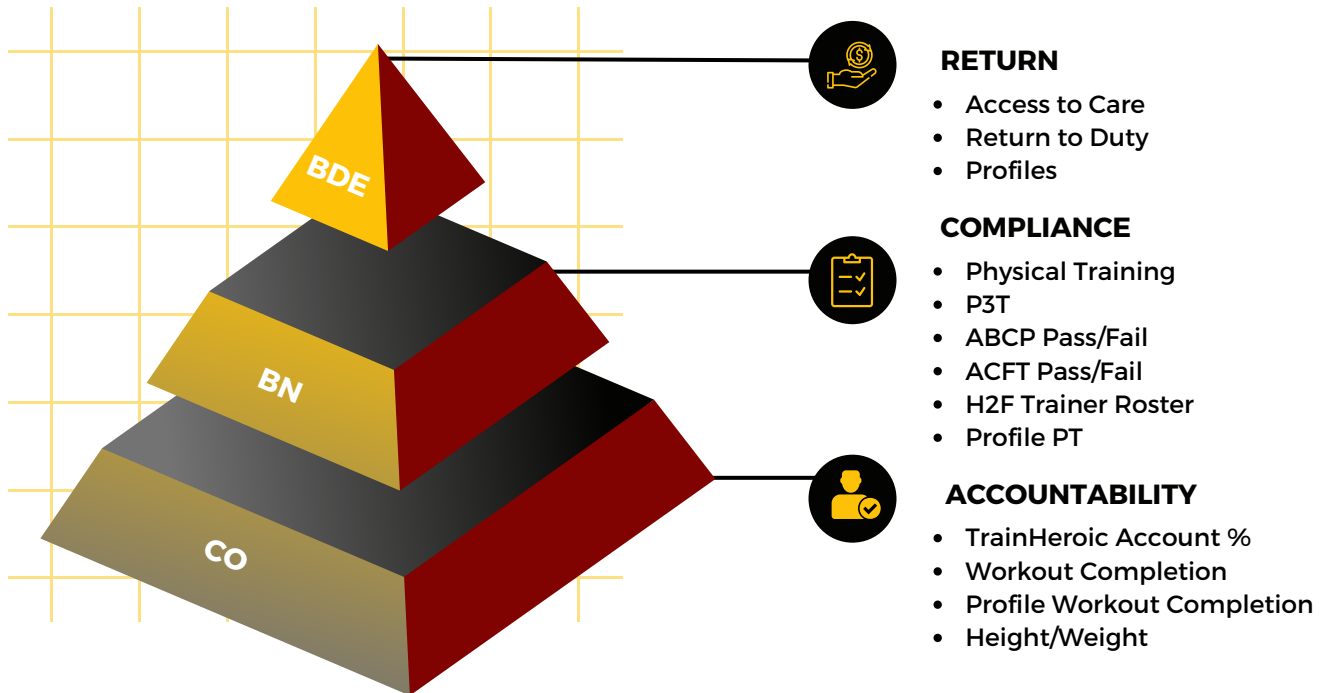 BDE
BN
CO
RETURN
• Access to Care
• Return to Duty
• Profiles
COMPLIANCE
• Physical Training
• P3T
• ABCP Pass/Fail
• ACFT Pass/Fail
• H2F Trainer Roster
• Profile PT
ACCOUNTABILITY
• TrainHeroic Account %
• Workout Completion
• Profile Workout Completion
• Height/Weight